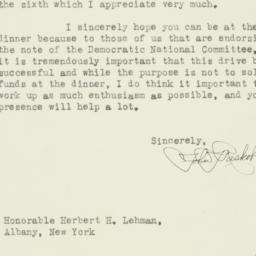 the sixth which I appreciate very much.
I sincerely hope you can be at the
dinner because to those of us that are endorsi
the note of the Democratic National Committee,
it is tremendously important that this drive b
successful and while the purpose is not to sol
funds at the dinner, I do think it important t
work up as much enthusiasm as possible, and yo
presence will help a lot.
Sincerely,
John Raskob
Honorable Herbert H. Lehman,
Albany, New York